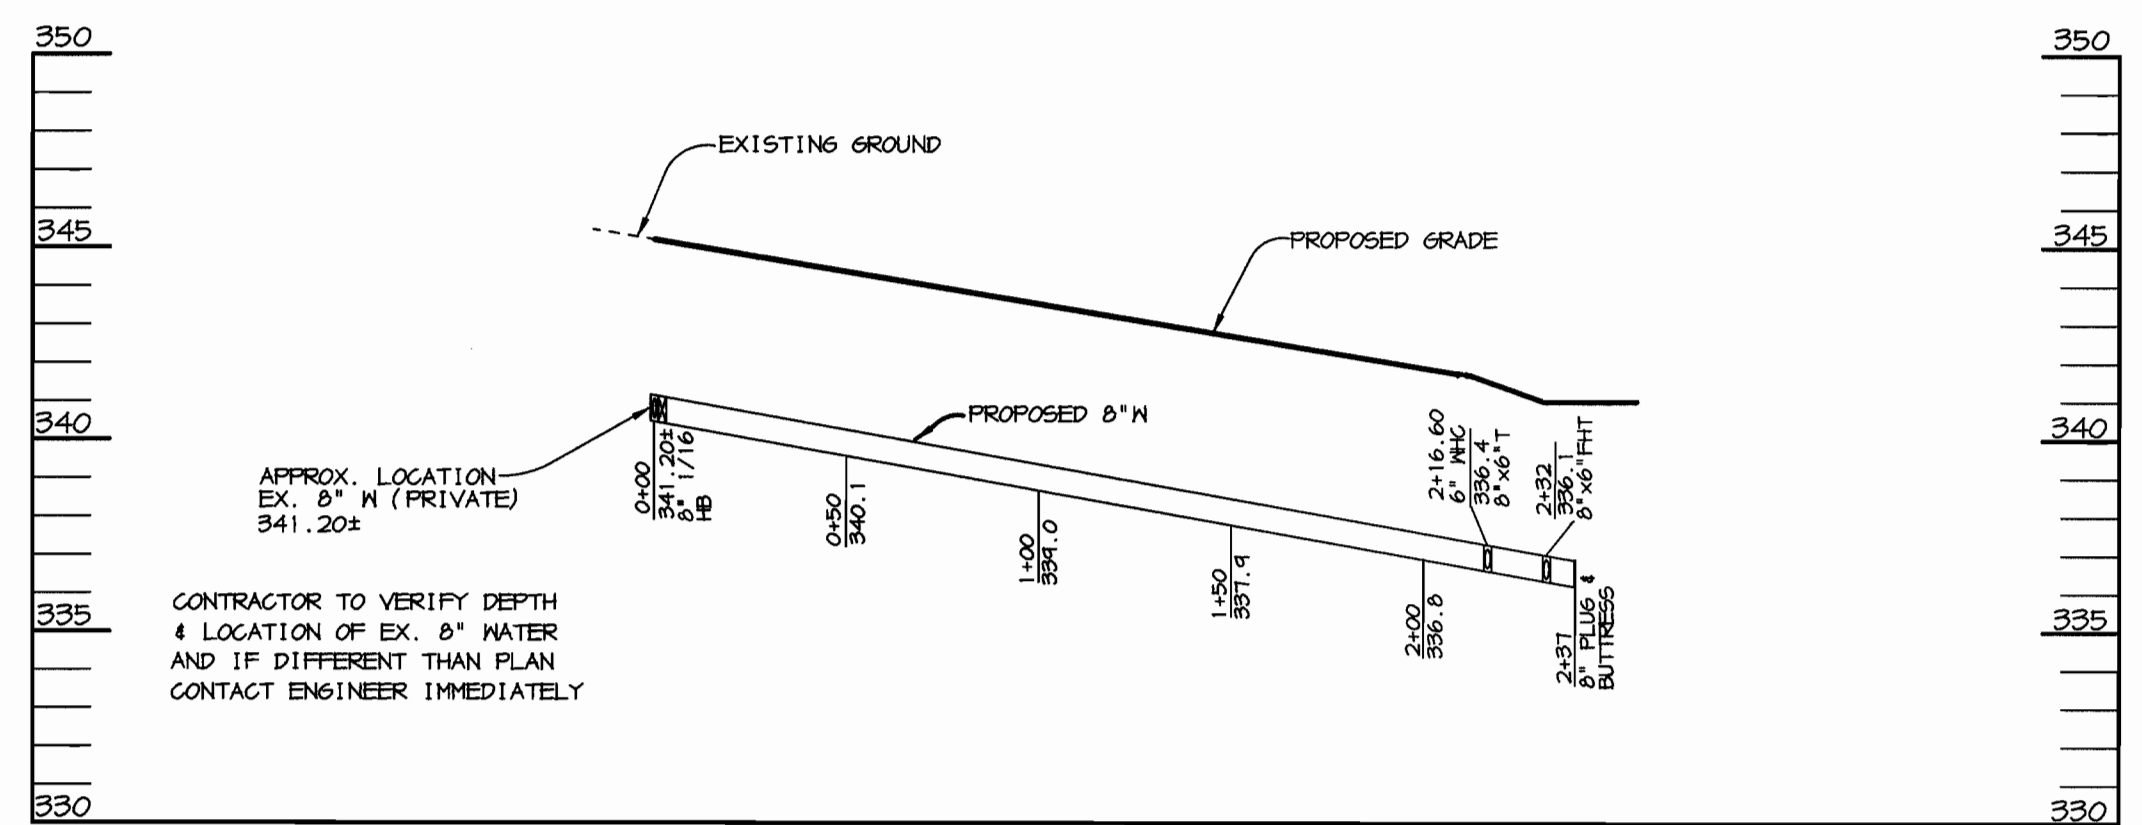 350
350
EXISTING GROUND
345
345
PROPOSED GRADE
PROPOSED 8"W
340
340
APPROX. LOCATION
EX. 8" W (PRIVATE)
341.20±
0+00
341.20±
8" 1/16
HB
0+50
340.1
1+00
339.0
1+50
337.9
2+00
336.8
2+16.60
6" WHC
336.4
8"x6"T
2+32
336.1
8"x6"FHT
2+37
8" PLUG &
BUTTRESS
CONTRACTOR TO VERIFY DEPTH
& LOCATION OF EX. 8" WATER
AND IF DIFFERENT THAN PLAN
CONTACT ENGINEER IMMEDIATELY
335
335
330
330